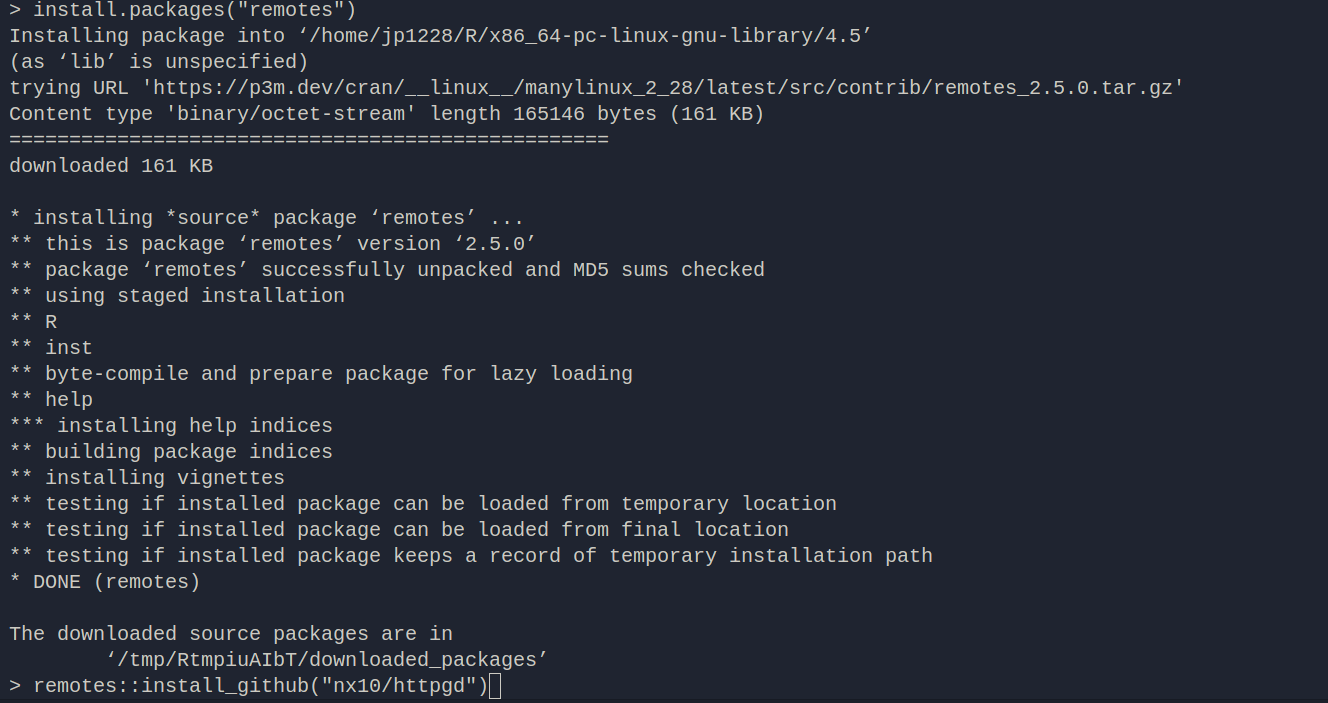 > install.packages("remotes")
Installing package into ‘/home/jp1228/R/x86_64-pc-linux-gnu-library/4.5’
(as ‘lib’ is unspecified)
trying URL 'https://p3m.dev/cran/__linux__/manylinux_2_28/latest/src/contrib/remotes_2.5.0.tar.gz'
Content type 'binary/octet-stream' length 165146 bytes (161 KB)
==================================================
downloaded 161 KB

* installing *source* package ‘remotes’ ...
** this is package ‘remotes’ version ‘2.5.0’
** package ‘remotes’ successfully unpacked and MD5 sums checked
** using staged installation
** R
** inst
** byte-compile and prepare package for lazy loading
** help
*** installing help indices
** building package indices
** installing vignettes
** testing if installed package can be loaded from temporary location
** testing if installed package can be loaded from final location
** testing if installed package keeps a record of temporary installation path
* DONE (remotes)

The downloaded source packages are in
        ‘/tmp/RtmpiuAIbT/downloaded_packages’
> remotes::install_github("nx10/httpgd")